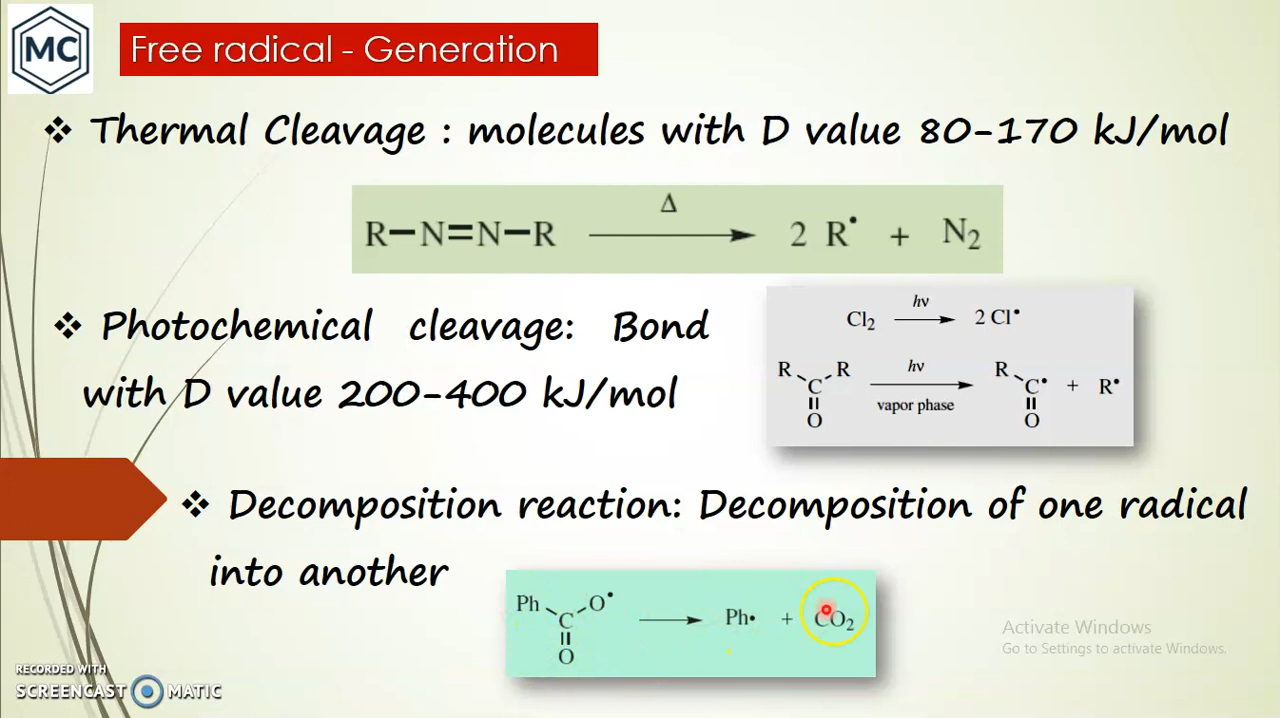 MC
Free radical - Generation
❖ Thermal Cleavage : molecules with D value 80-170 kJ/mol
Δ
R−N=N−R ⟶ 2 R• + N₂
❖ Photochemical cleavage: Bond
with D value 200-400 kJ/mol
hν
Cl₂ ⟶ 2 Cl•
R R hν R
C ⟶ C• + R•
O vapor phase O
❖ Decomposition reaction: Decomposition of one radical
into another
Ph O•
C ⟶ Ph• + CO₂
O
Activate Windows
Go to Settings to activate Windows.
RECORDED WITH
SCREENCAST MATIC